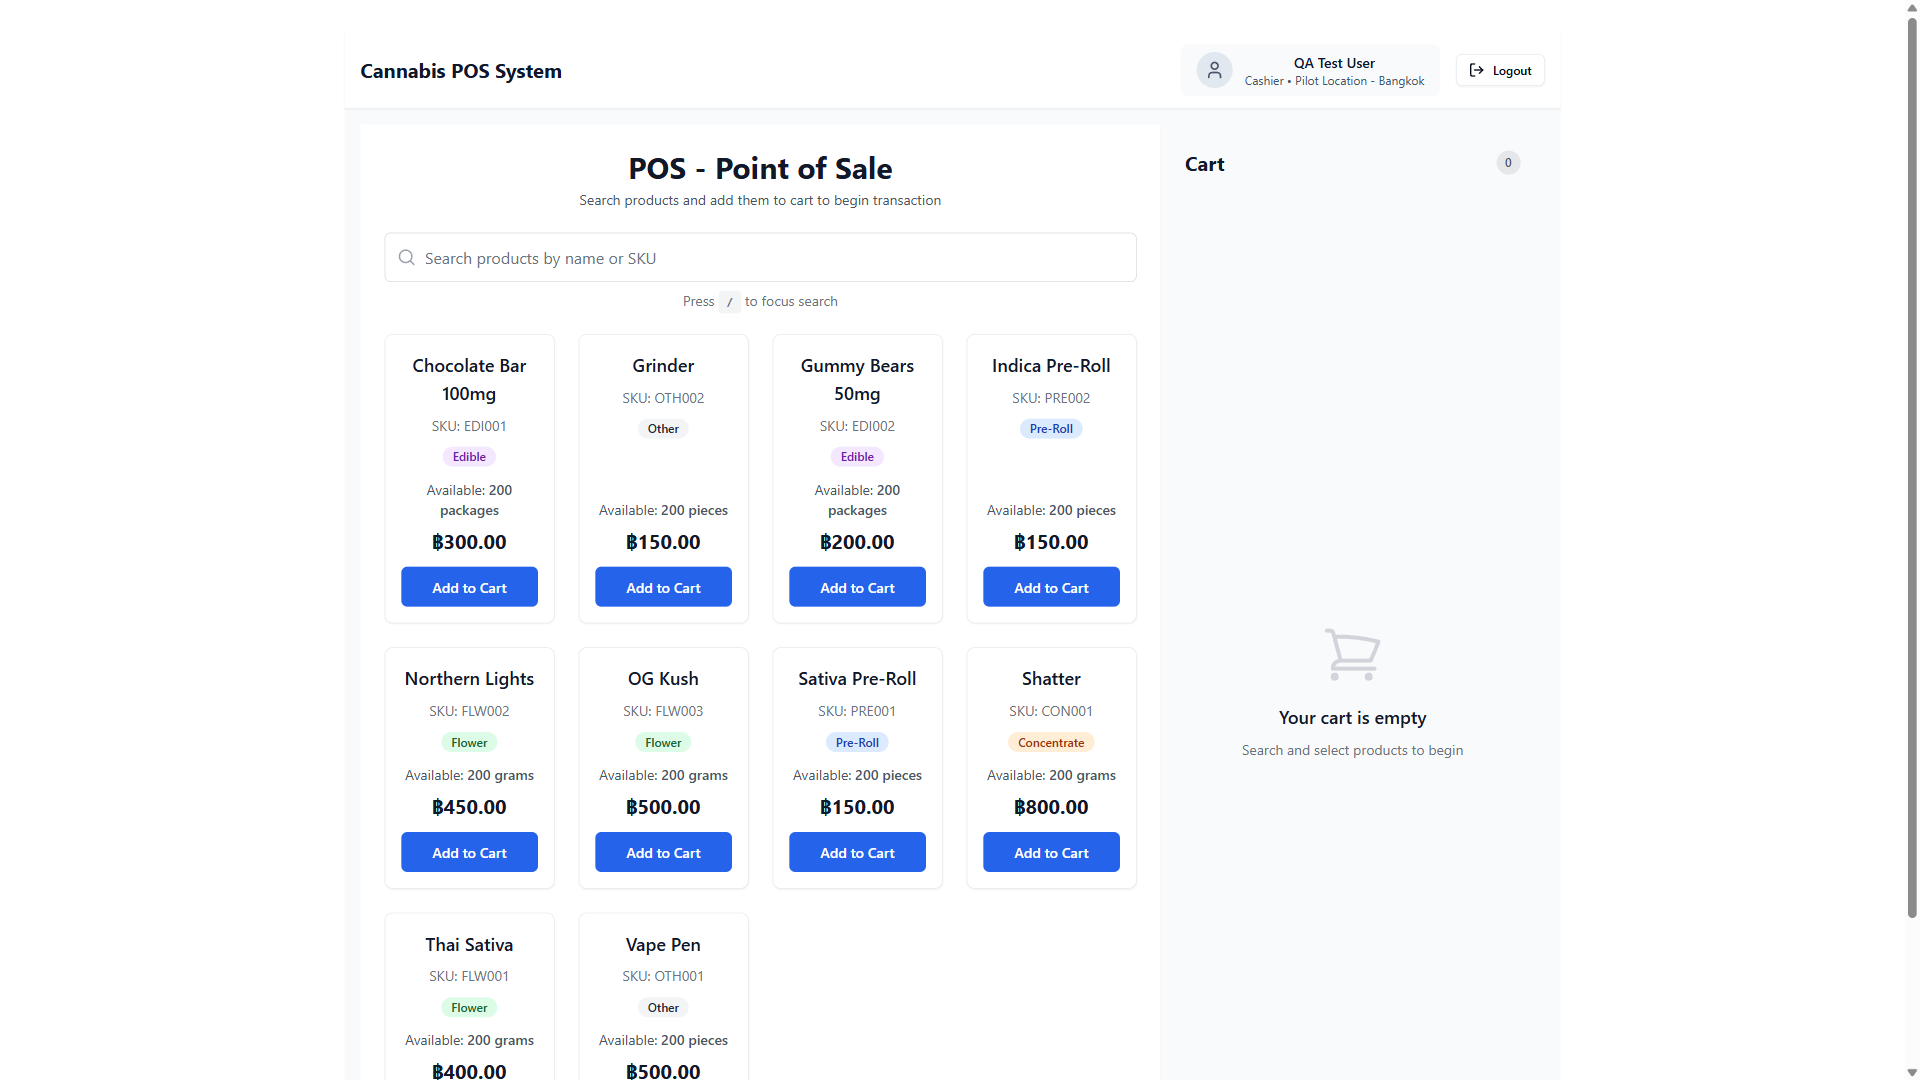 Cannabis POS System
QA Test User
Cashier • Pilot Location - Bangkok
Logout
POS - Point of Sale
Search products and add them to cart to begin transaction
Search products by name or SKU
Press / to focus search
Chocolate Bar
100mg
SKU: EDI001
Edible
Available: 200
packages
฿300.00
Add to Cart
Grinder
SKU: OTH002
Other
Available: 200 pieces
฿150.00
Add to Cart
Gummy Bears
50mg
SKU: EDI002
Edible
Available: 200
packages
฿200.00
Add to Cart
Indica Pre-Roll
SKU: PRE002
Pre-Roll
Available: 200 pieces
฿150.00
Add to Cart
Northern Lights
SKU: FLW002
Flower
Available: 200 grams
฿450.00
Add to Cart
OG Kush
SKU: FLW003
Flower
Available: 200 grams
฿500.00
Add to Cart
Sativa Pre-Roll
SKU: PRE001
Pre-Roll
Available: 200 pieces
฿150.00
Add to Cart
Shatter
SKU: CON001
Concentrate
Available: 200 grams
฿800.00
Add to Cart
Thai Sativa
SKU: FLW001
Flower
Available: 200 grams
฿400.00
Vape Pen
SKU: OTH001
Other
Available: 200 pieces
฿500.00
Cart
0
Your cart is empty
Search and select products to begin